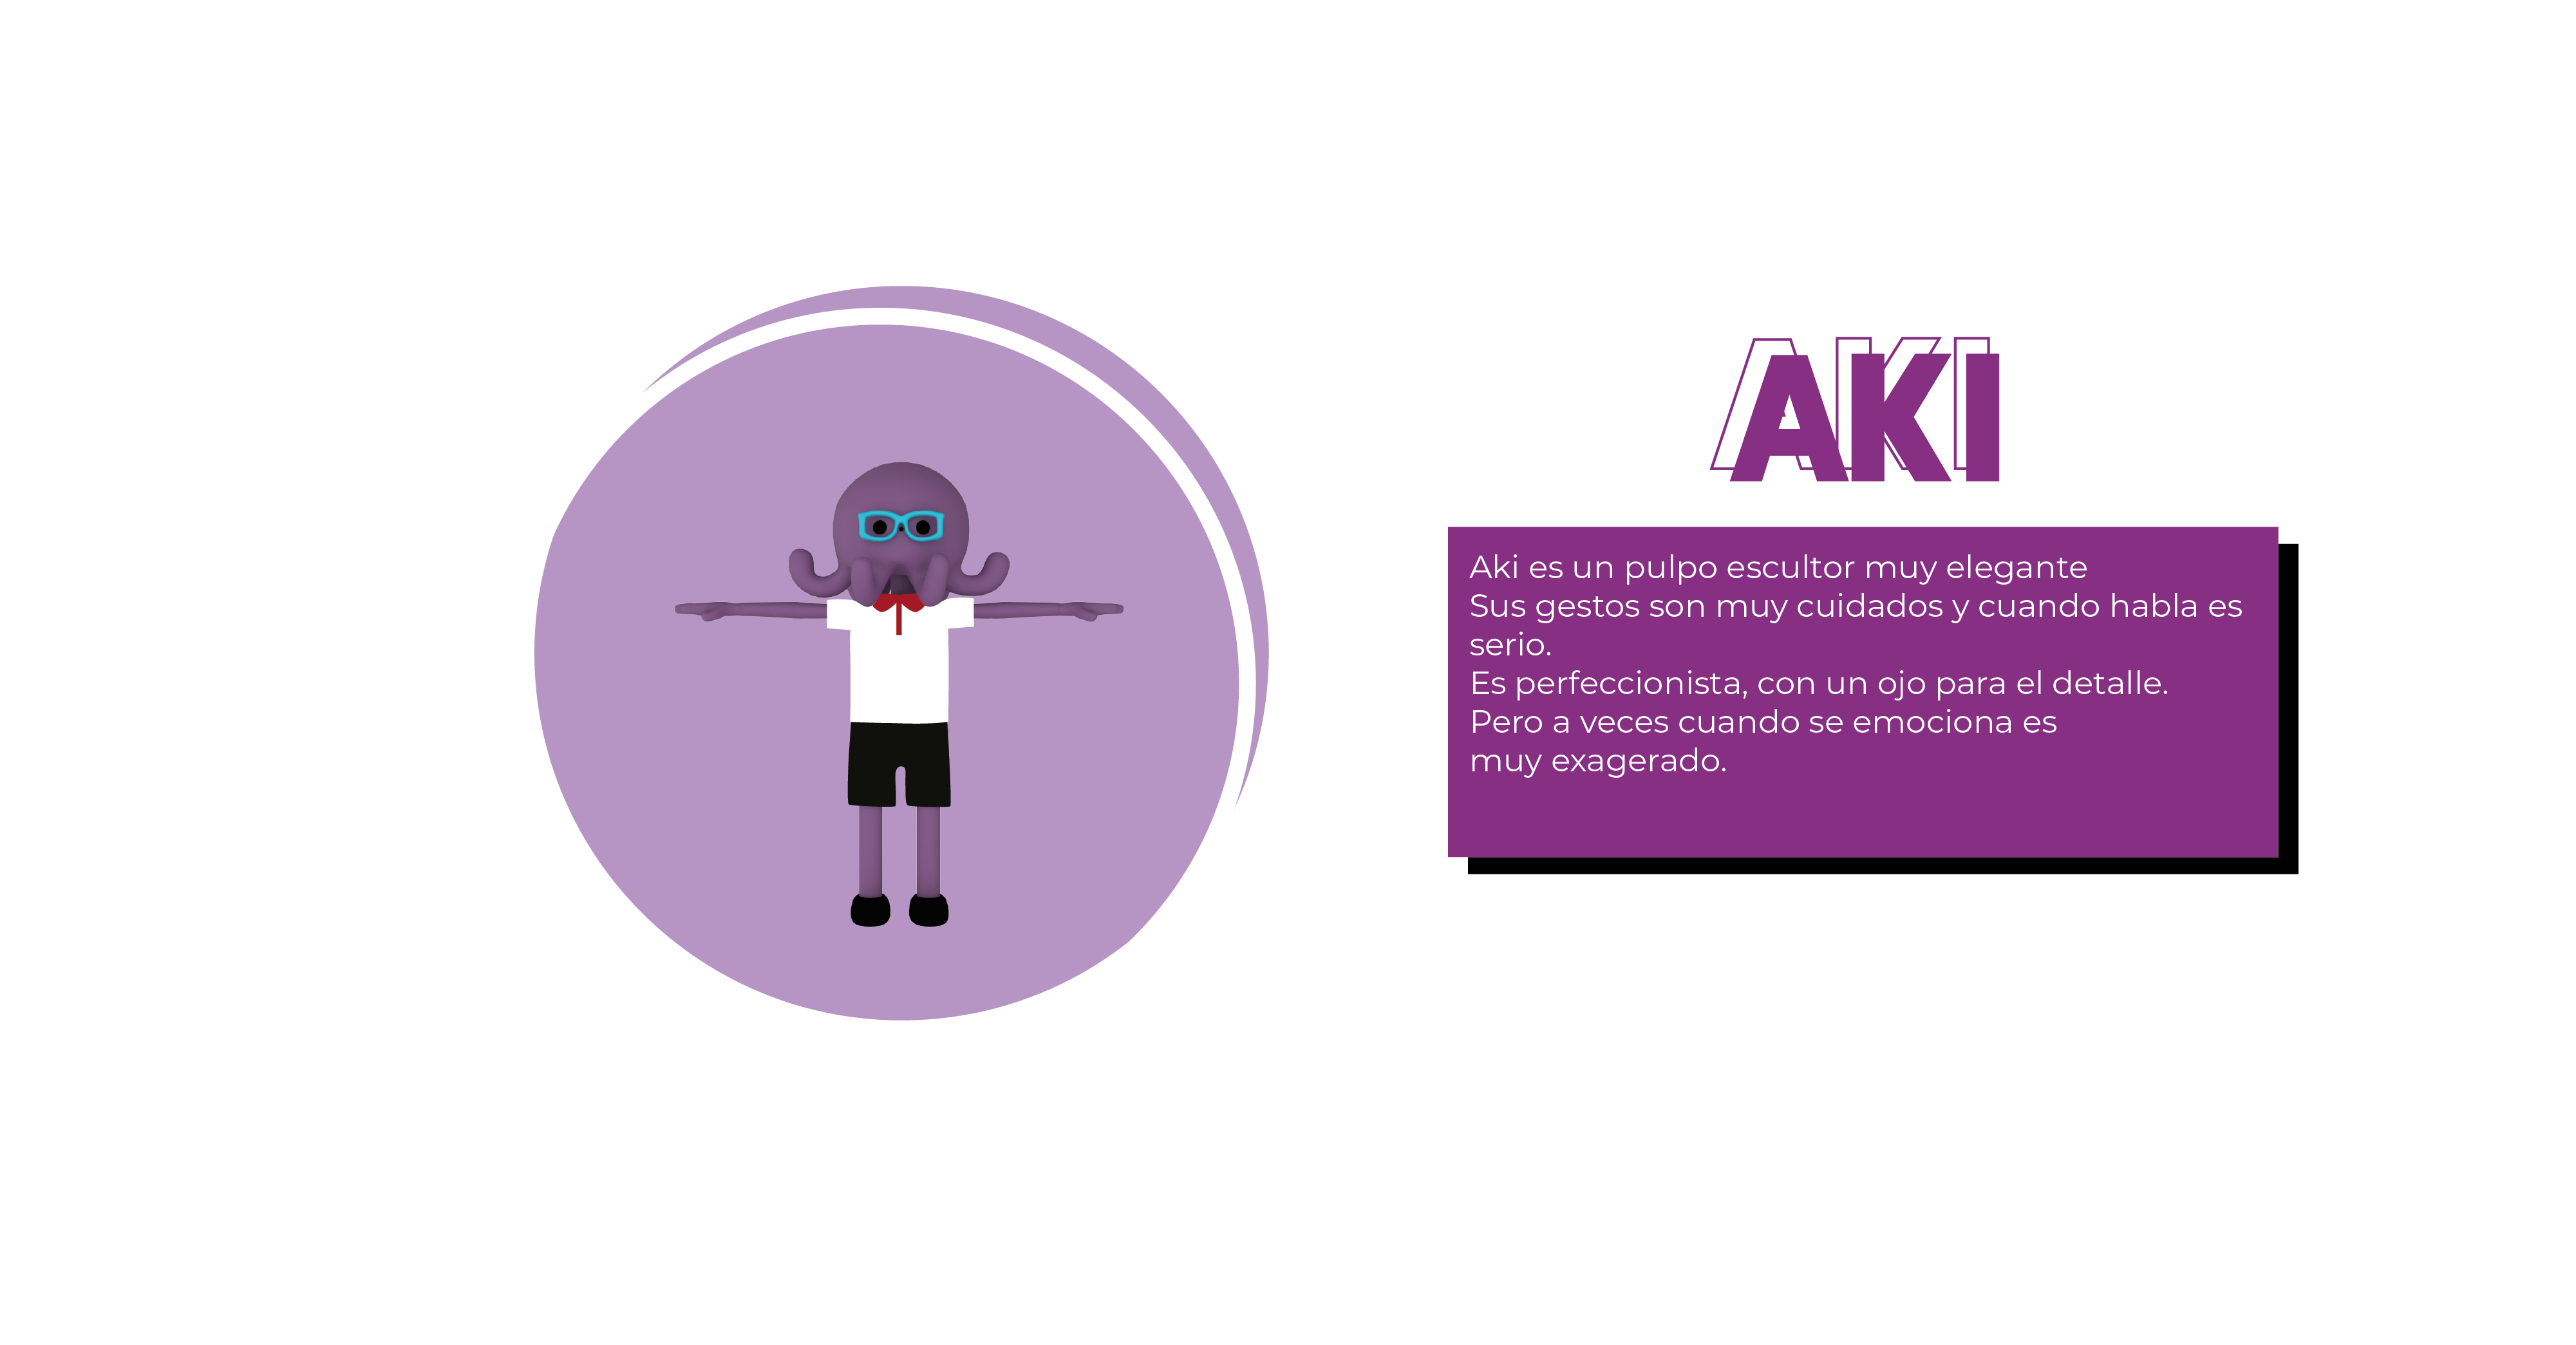 AKI
Aki es un pulpo escultor muy elegante
Sus gestos son muy cuidados y cuando habla es
serio.
Es perfeccionista, con un ojo para el detalle.
Pero a veces cuando se emociona es
muy exagerado.